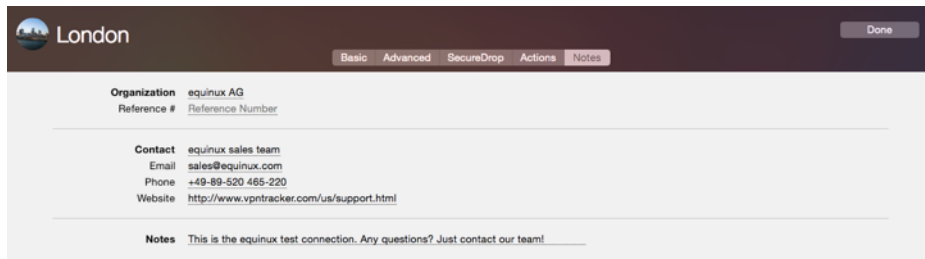 London
Done
Basic Advanced SecureDrop Actions Notes
Organization equinux AG
Reference # Reference Number
Contact equinux sales team
Email sales@equinux.com
Phone +49-89-520 465-220
Website http://www.vpntracker.com/us/support.html
Notes This is the equinux test connection. Any questions? Just contact our team!